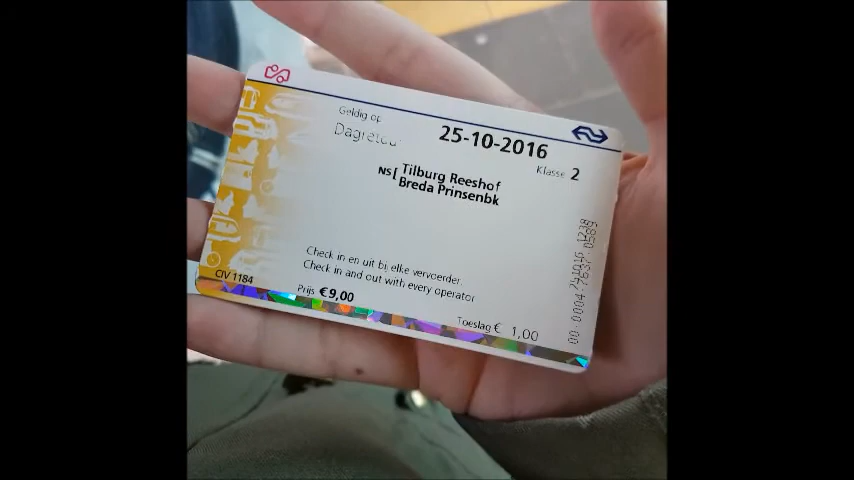 Geldig op
Dagretour
25-10-2016
Klasse 2
NS[ Tilburg Reeshof
Breda Prinsenbk
Check in en uit bij elke vervoerder.
Check in and out with every operator
CIV 1184
Prijs € 9,00
Toeslag € 1,00